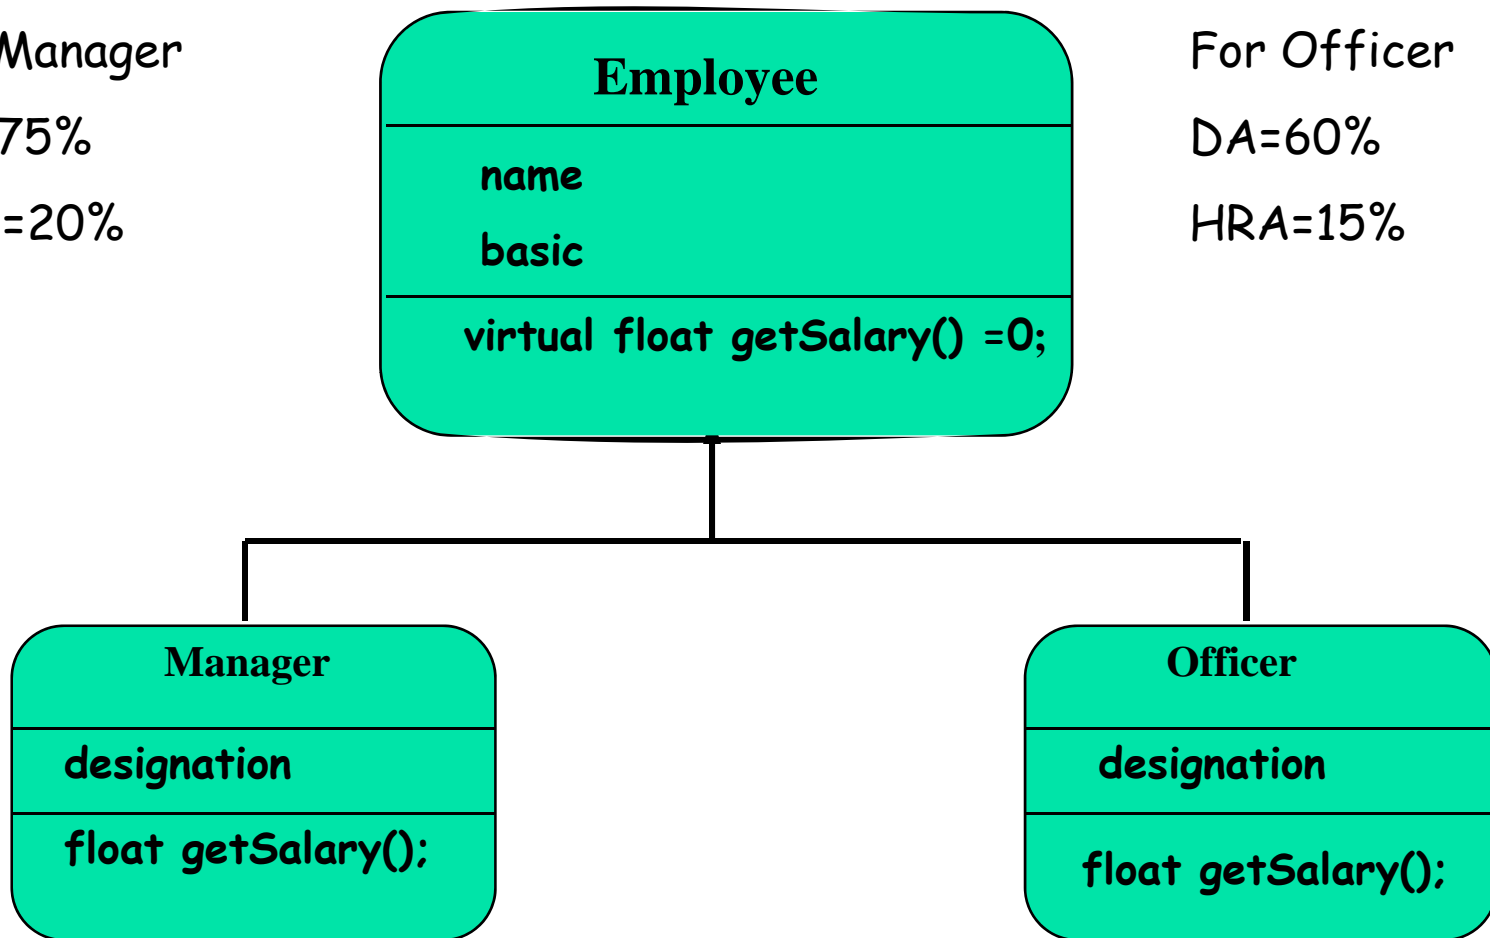 Manager
75%
=20%
Employee
name
basic
virtual float getSalary() =0;
For Officer
DA=60%
HRA=15%
Manager
designation
float getSalary();
Officer
designation
float getSalary();